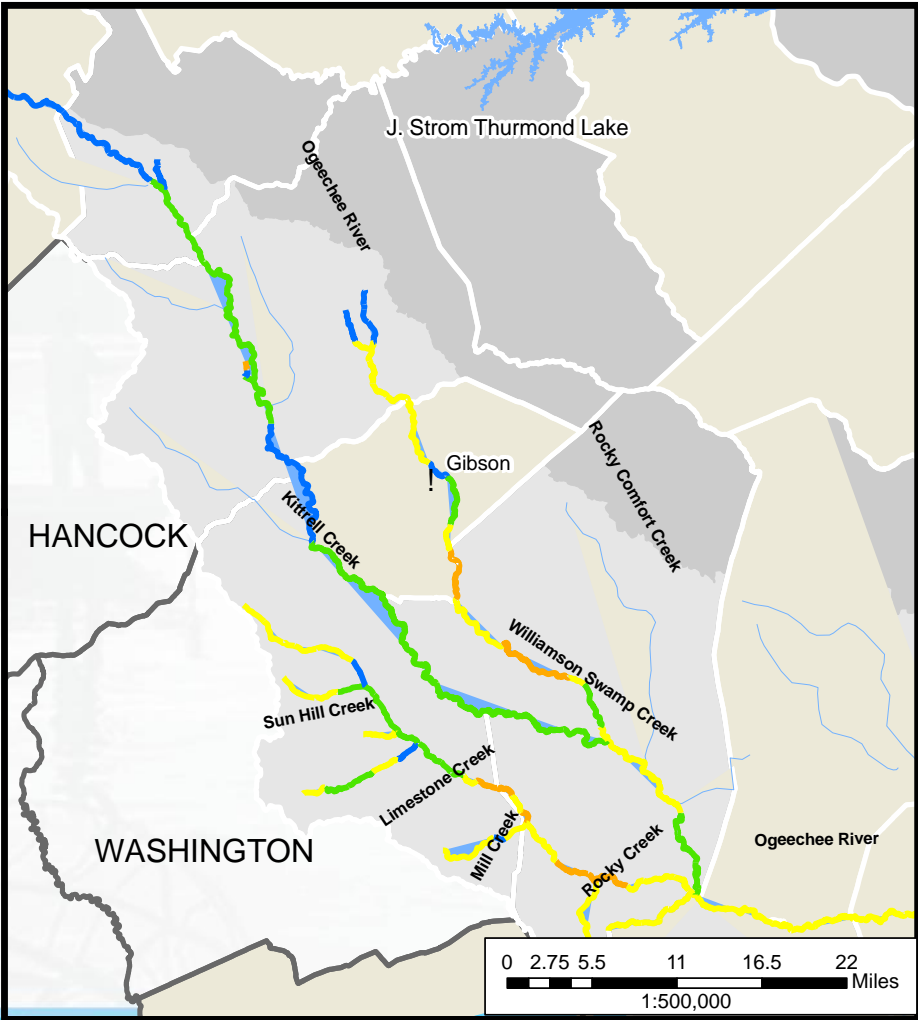 J. Strom Thurmond Lake
Ogeechee River
Rocky Comfort Creek
Gibson
!
Kittrell Creek
HANCOCK
Williamson Swamp Creek
Sun Hill Creek
Limestone Creek
WASHINGTON
Mill Creek
Rocky Creek
Ogeechee River
0 2.75 5.5 11 16.5 22
Miles
1:500,000